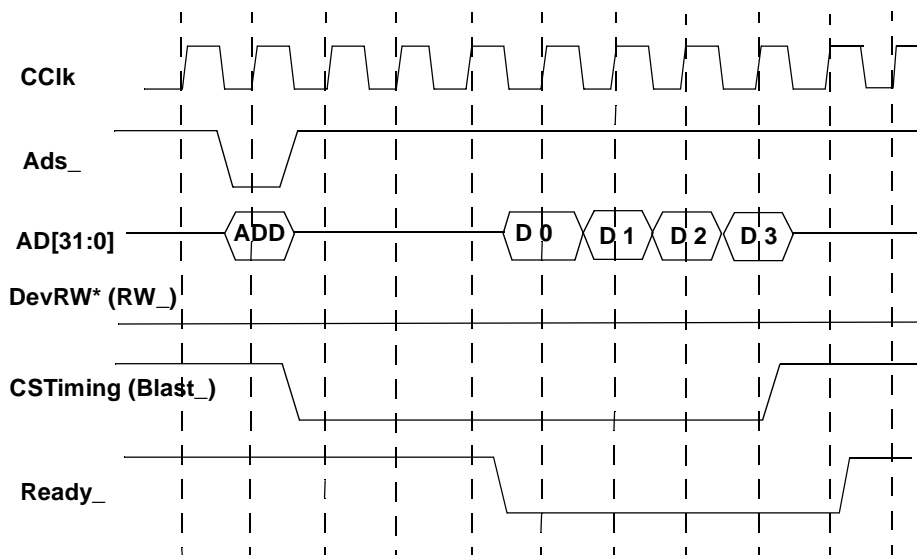 CClk
Ads_
AD[31:0] ADD D 0 D 1 D 2 D 3
DevRW* (RW_)
CSTiming (Blast_)
Ready_